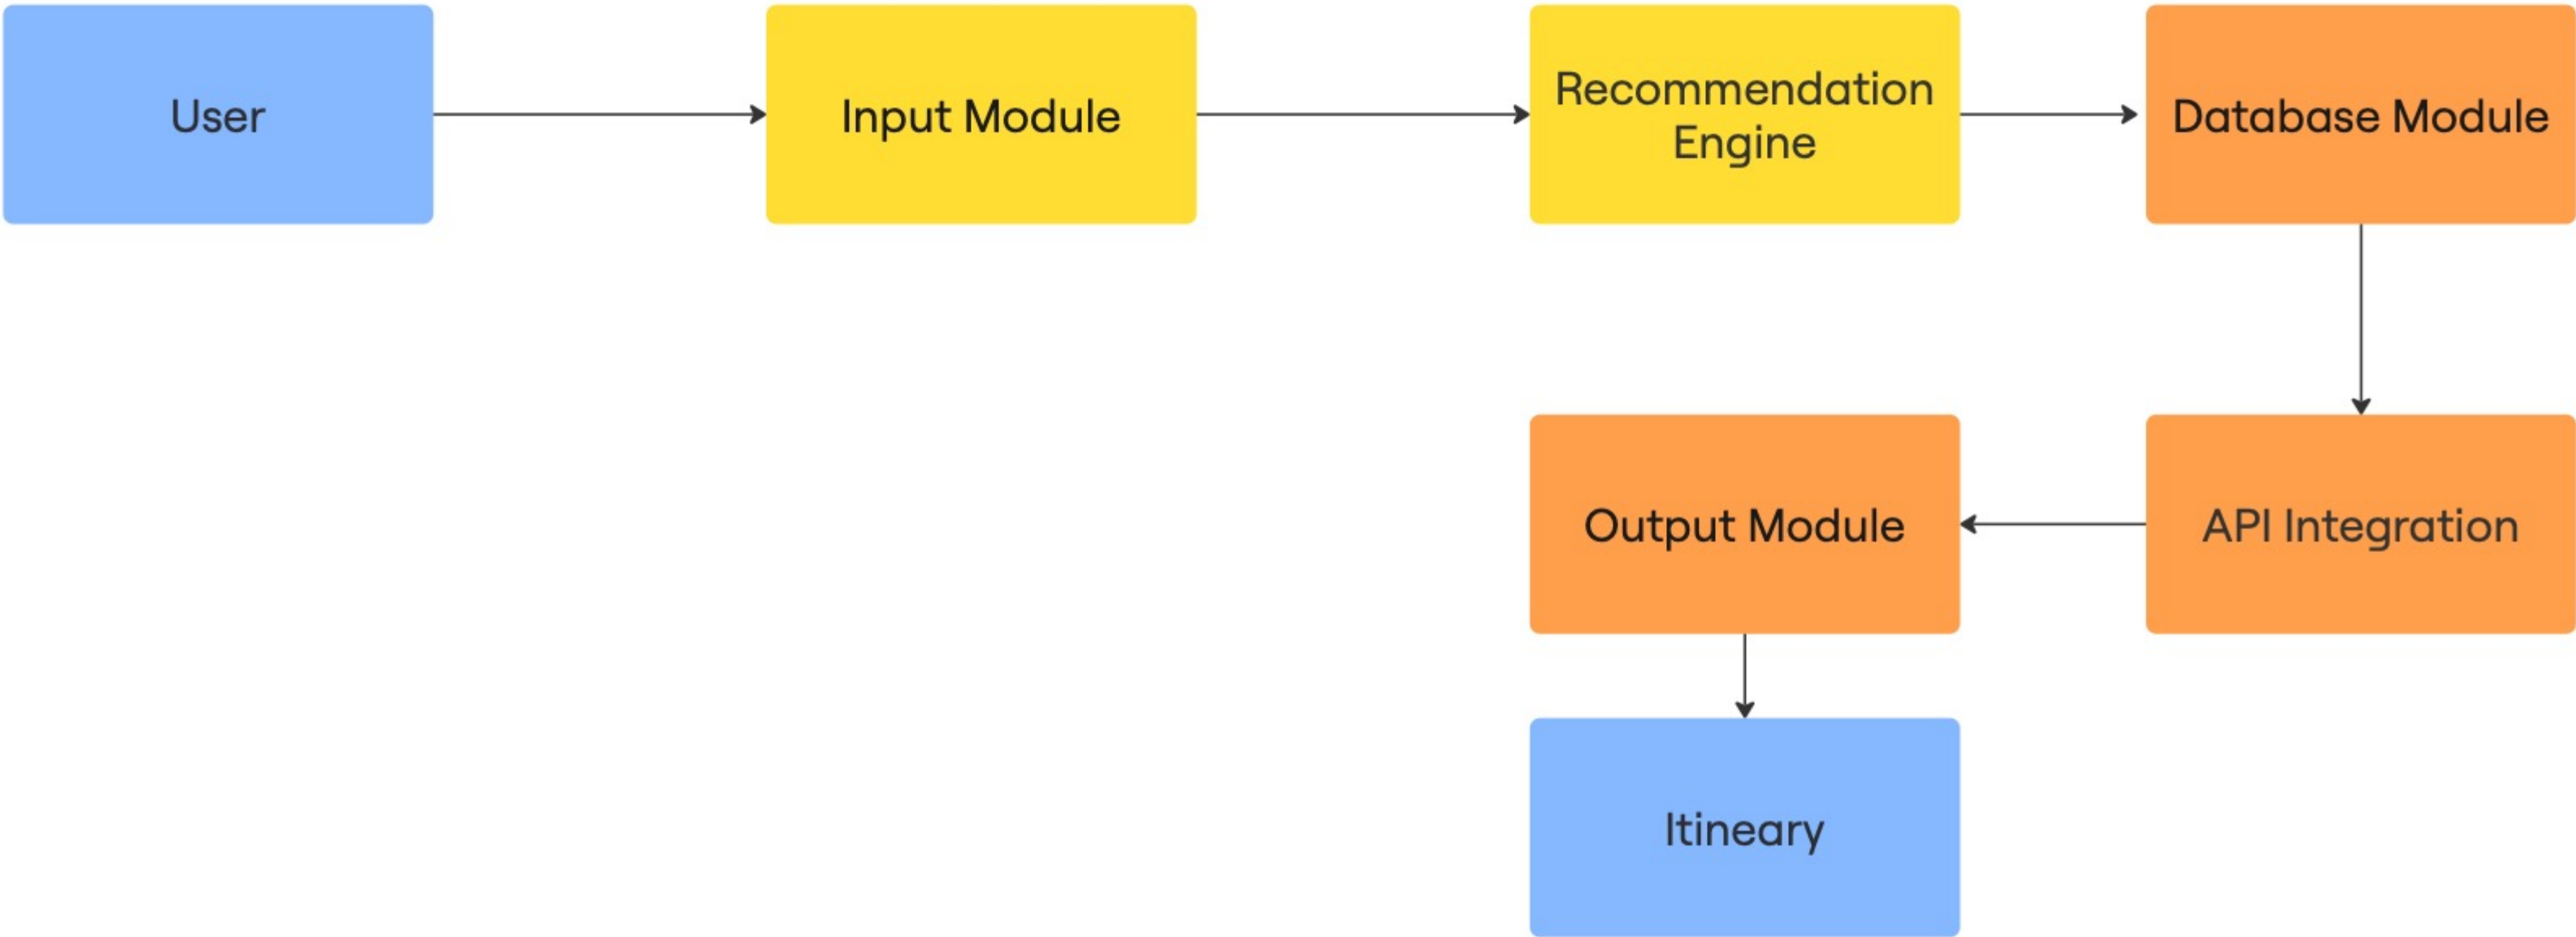 User
Input Module
Recommendation
Engine
Database Module
Output Module
API Integration
Itineary